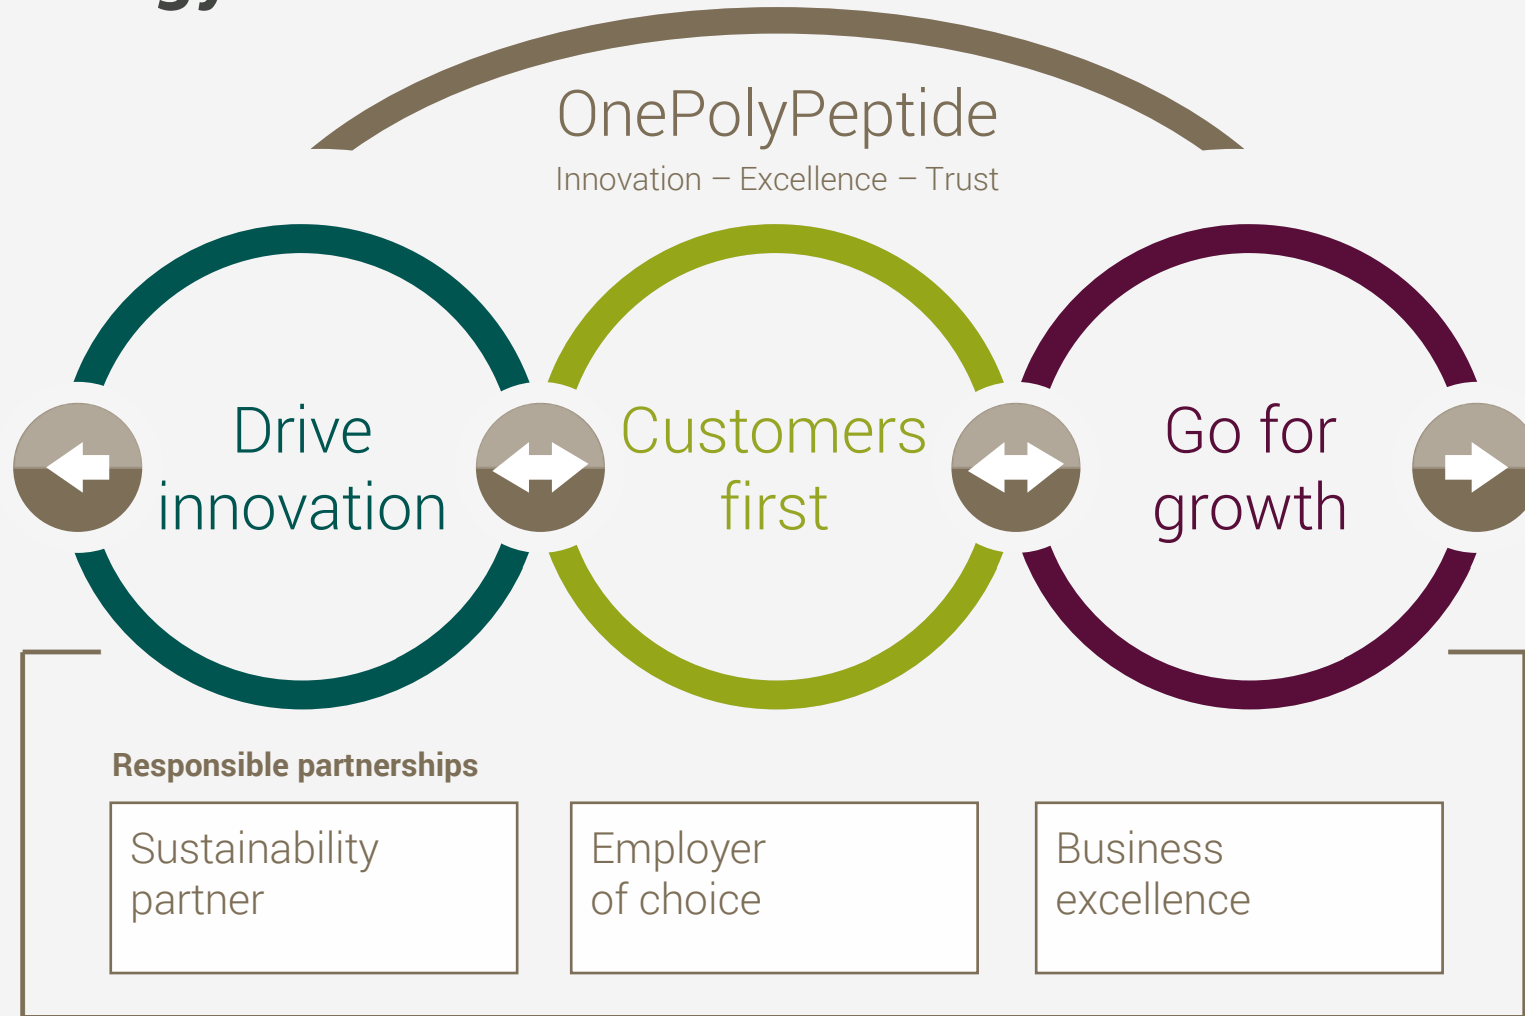 OnePolyPeptide
Innovation – Excellence – Trust
Drive
innovation
Customers
first
Go for
growth
Responsible partnerships
Sustainability
partner
Employer
of choice
Business
excellence